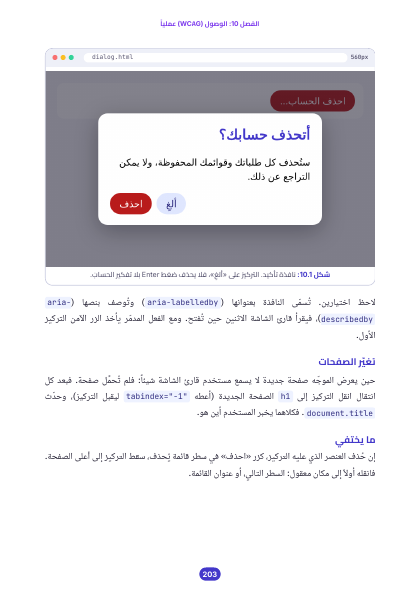 الفصل 10: الوصول (WCAG) عملياً
dialog.html
560px
احذف الحساب...
أتحذف حسابك؟
ستُحذف كل طلباتك وقوائمك المحفوظة، ولا يمكن
التراجع عن ذلك.
ألغِ
احذف
شكل 10.1: نافذة تأكيد. التركيز على «ألغِ»، فلا يحذف ضغط Enter بلا تفكير الحساب.
لاحظ اختيارين. تُسمّى النافذة بعنوانها (aria-labelledby) وتُوصف بنصها (aria-
describedby)، فيقرأ قارئ الشاشة الاثنين حين تُفتح. ومع الفعل المدمّر يأخذ الزر الآمن التركيز
الأول.
تغيّر الصفحات
حين يعرض الموجّه صفحة جديدة لا يسمع مستخدم قارئ الشاشة شيئاً: فلم تُحمَّل صفحة. فبعد كل
انتقال انقل التركيز إلى h1 الصفحة الجديدة (أعطه tabindex="-1" ليقبل التركيز)، وحدّث
document.title. فكلاهما يخبر المستخدم أين هو.
ما يختفي
إن حُذف العنصر الذي عليه التركيز، كزر «احذف» في سطر قائمة يُحذف، سقط التركيز إلى أعلى الصفحة.
فانقله أولاً إلى مكان معقول: السطر التالي، أو عنوان القائمة.
203